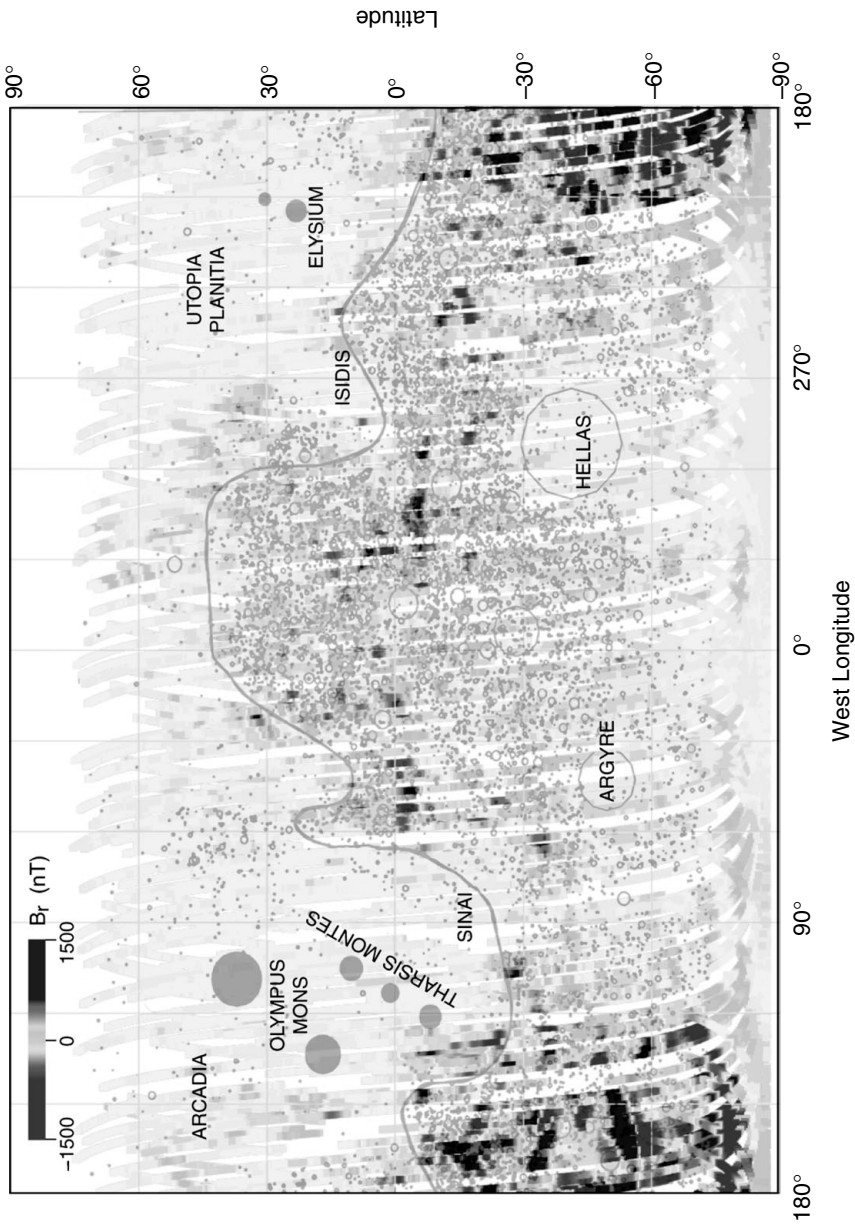 Br (nT)
−1500
0
1500
ARCADIA
OLYMPUS
MONS
THARSIS MONTES
SINAI
ARGYRE
HELLAS
ISIDIS
UTOPIA
PLANITIA
ELYSIUM
90°
60°
30°
0°
−30°
−60°
−90°
Latitude
180°
90°
0°
270°
180°
West Longitude